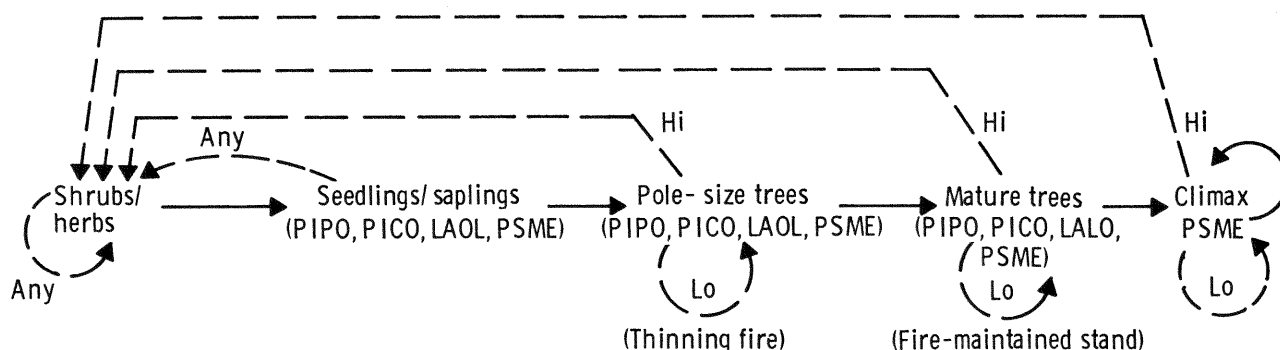 Hi
Hi
Hi
Any
Shrubs/
herbs
Any
Seedlings/ saplings
(PIPO, PICO, LAOL, PSME)
Pole- size trees
(PIPO, PICO, LAOL, PSME)
Lo
(Thinning fire)
Mature trees
(PIPO, PICO, LALO,
PSME)
Lo
(Fire-maintained stand)
Climax
PSME
Lo